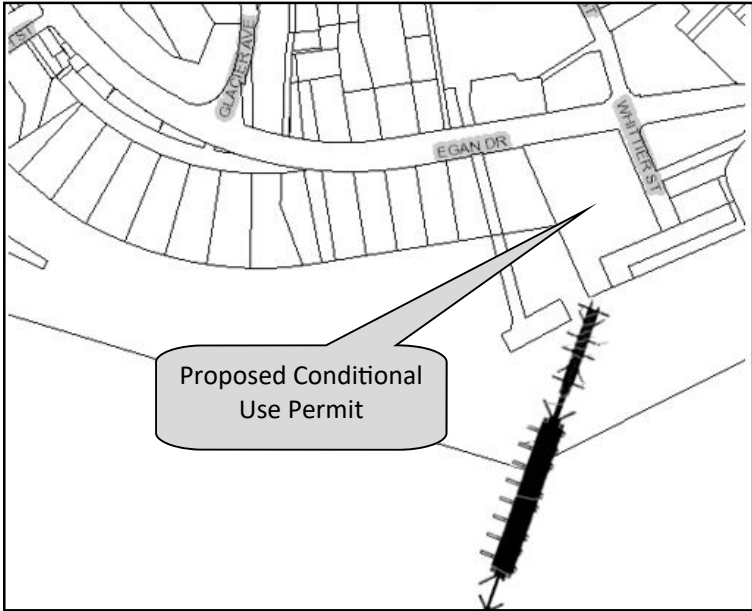 T ST
GLACIER AVE
EGAN DR
WHITTIER ST
Proposed Conditional
Use Permit